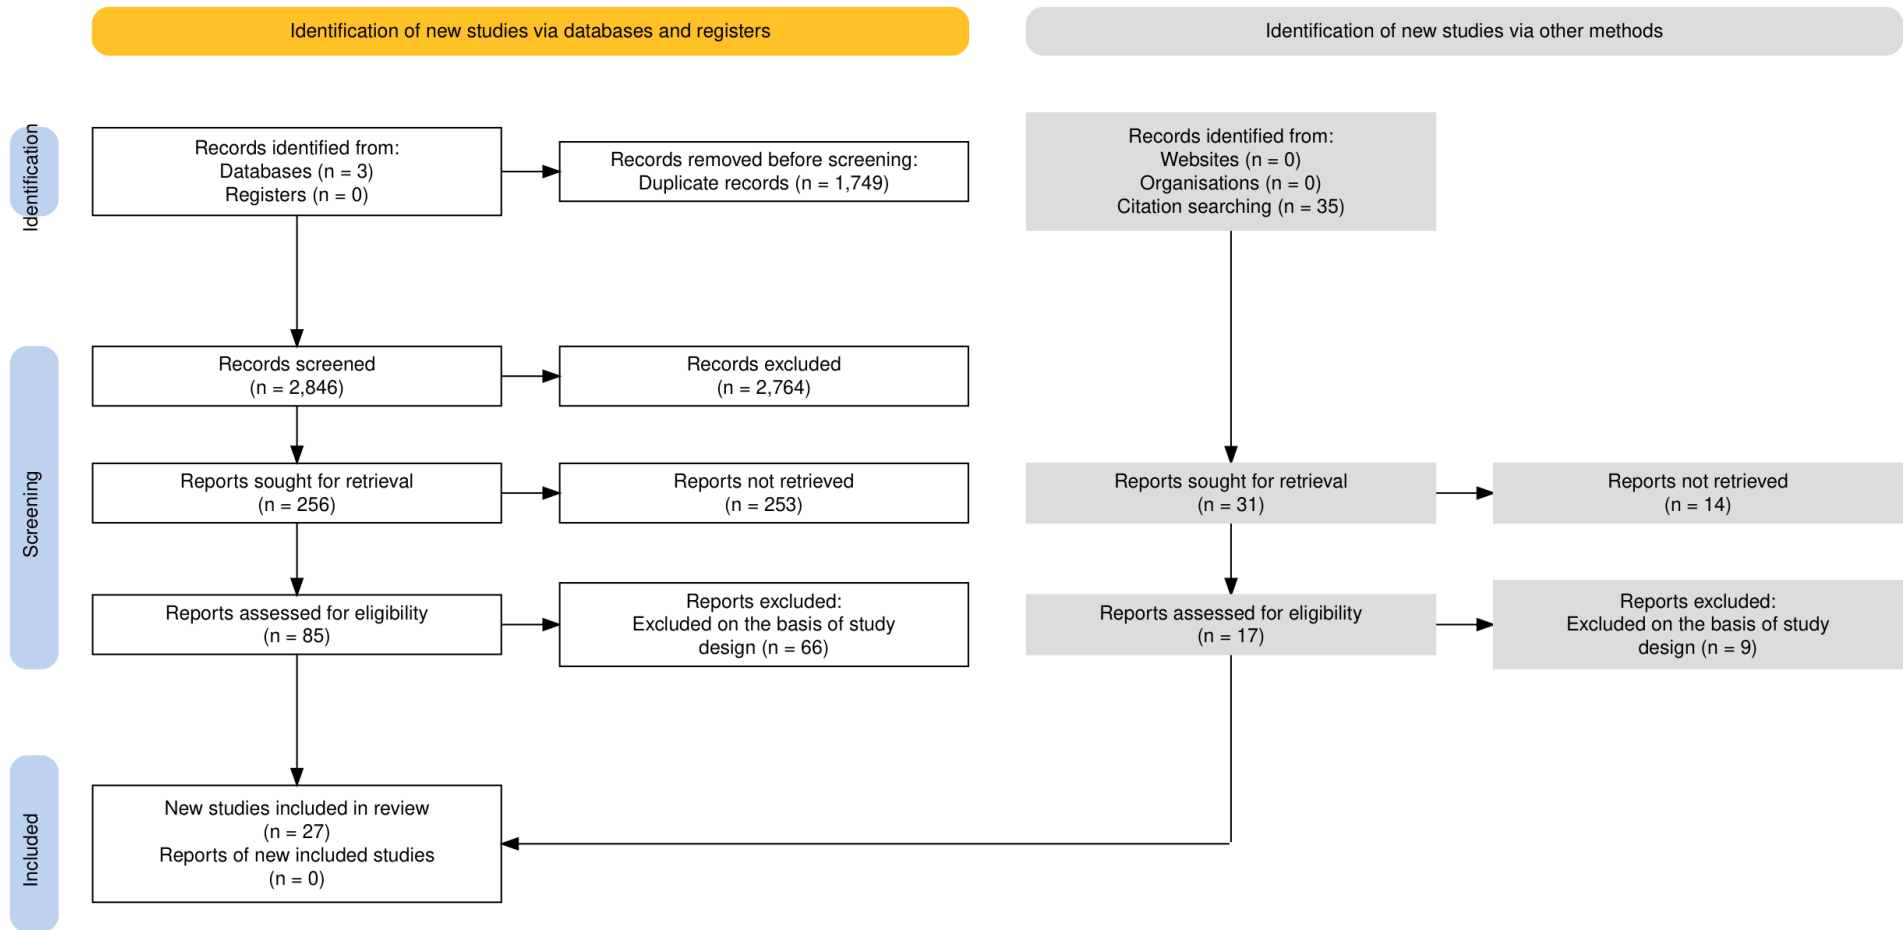 Identification of new studies via databases and registers
Identification of new studies via other methods
Identification
Records identified from:
Databases (n = 3)
Registers (n = 0)
Records removed before screening:
Duplicate records (n = 1,749)
Records identified from:
Websites (n = 0)
Organisations (n = 0)
Citation searching (n = 35)
Screening
Records screened
(n = 2,846)
Records excluded
(n = 2,764)
Reports sought for retrieval
(n = 256)
Reports not retrieved
(n = 253)
Reports sought for retrieval
(n = 31)
Reports not retrieved
(n = 14)
Reports assessed for eligibility
(n = 85)
Reports excluded:
Excluded on the basis of study
design (n = 66)
Reports assessed for eligibility
(n = 17)
Reports excluded:
Excluded on the basis of study
design (n = 9)
Included
New studies included in review
(n = 27)
Reports of new included studies
(n = 0)